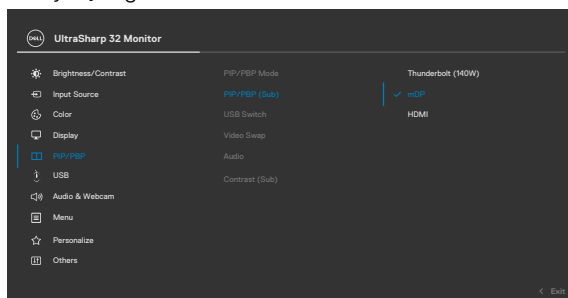 DELL
UltraSharp 32 Monitor
Brightness/Contrast
Input Source
Color
Display
PIP/PBP
USB
Audio & Webcam
Menu
Personalize
Others
PIP/PBP Mode
PIP/PBP (Sub)
USB Switch
Video Swap
Audio
Contrast (Sub)
Thunderbolt (140W)
mDP
HDMI
Exit